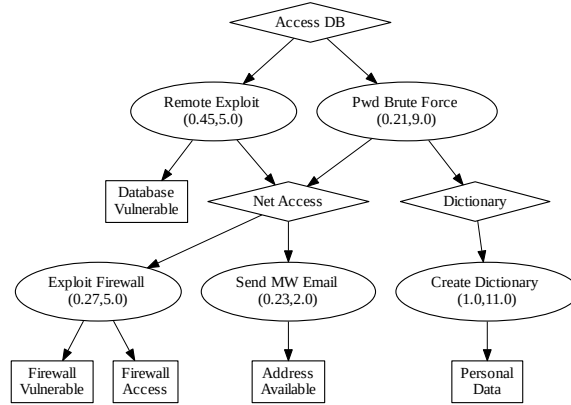 Access DB
Remote Exploit
(0.45,5.0)
Pwd Brute Force
(0.21,9.0)
Database
Vulnerable
Net Access
Dictionary
Exploit Firewall
(0.27,5.0)
Send MW Email
(0.23,2.0)
Create Dictionary
(1.0,11.0)
Firewall
Vulnerable
Firewall
Access
Address
Available
Personal
Data